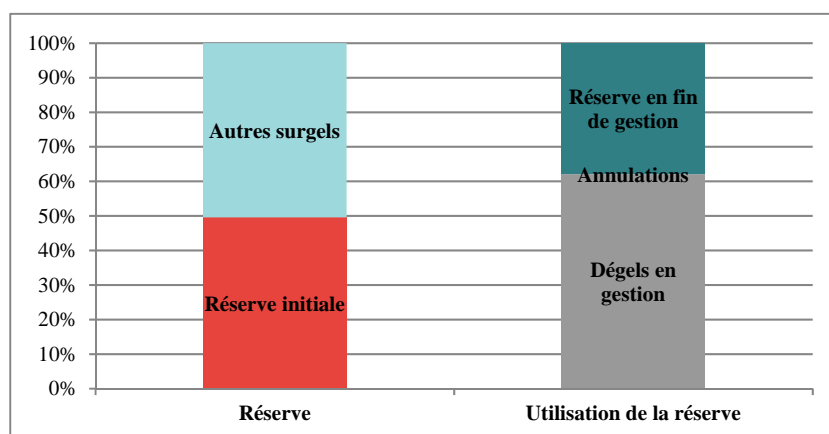 100%
90%
80%
70%
60%
50%
40%
30%
20%
10%
0%
Autres surgels
Réserve initiale
Réserve en fin
de gestion
Annulations
Dégels en
gestion
Réserve
Utilisation de la réserve